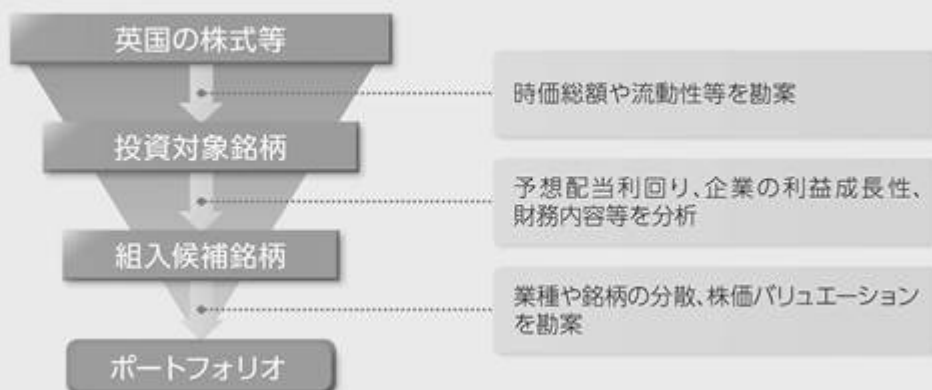 英国の株式等
時価総額や流動性等を勘案
投資対象銘柄
予想配当利回り、企業の利益成長性、
財務内容等を分析
組入候補銘柄
業種や銘柄の分散、株価バリュエーション
を勘案
ポートフォリオ